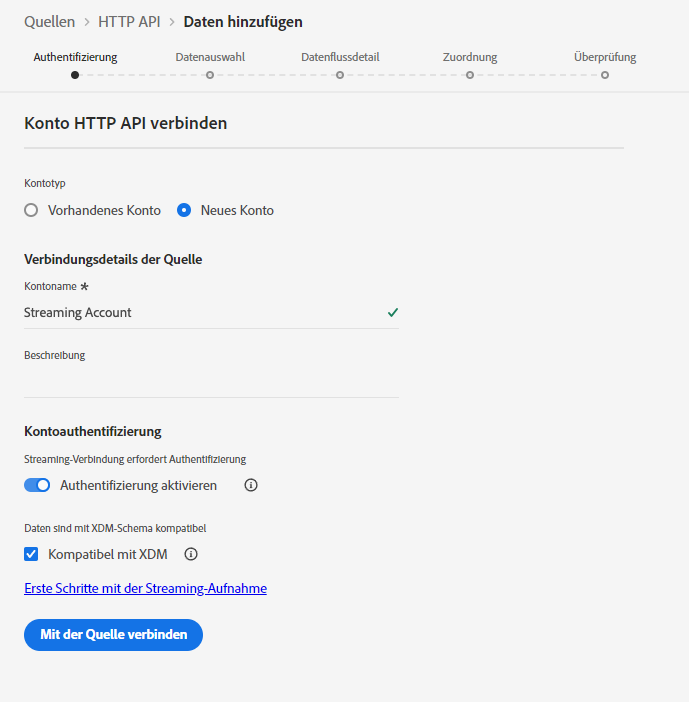 Quellen > HTTP API > Daten hinzufügen
Authentifizierung Datenauswahl Datenflussdetail Zuordnung Überprüfung
Konto HTTP API verbinden
Kontotyp
Vorhandenes Konto Neues Konto
Verbindungsdetails der Quelle
Kontoname *
Streaming Account
Beschreibung
Kontoauthentifizierung
Streaming-Verbindung erfordert Authentifizierung
Authentifizierung aktivieren
Daten sind mit XDM-Schema kompatibel
Kompatibel mit XDM
Erste Schritte mit der Streaming-Aufnahme
Mit der Quelle verbinden